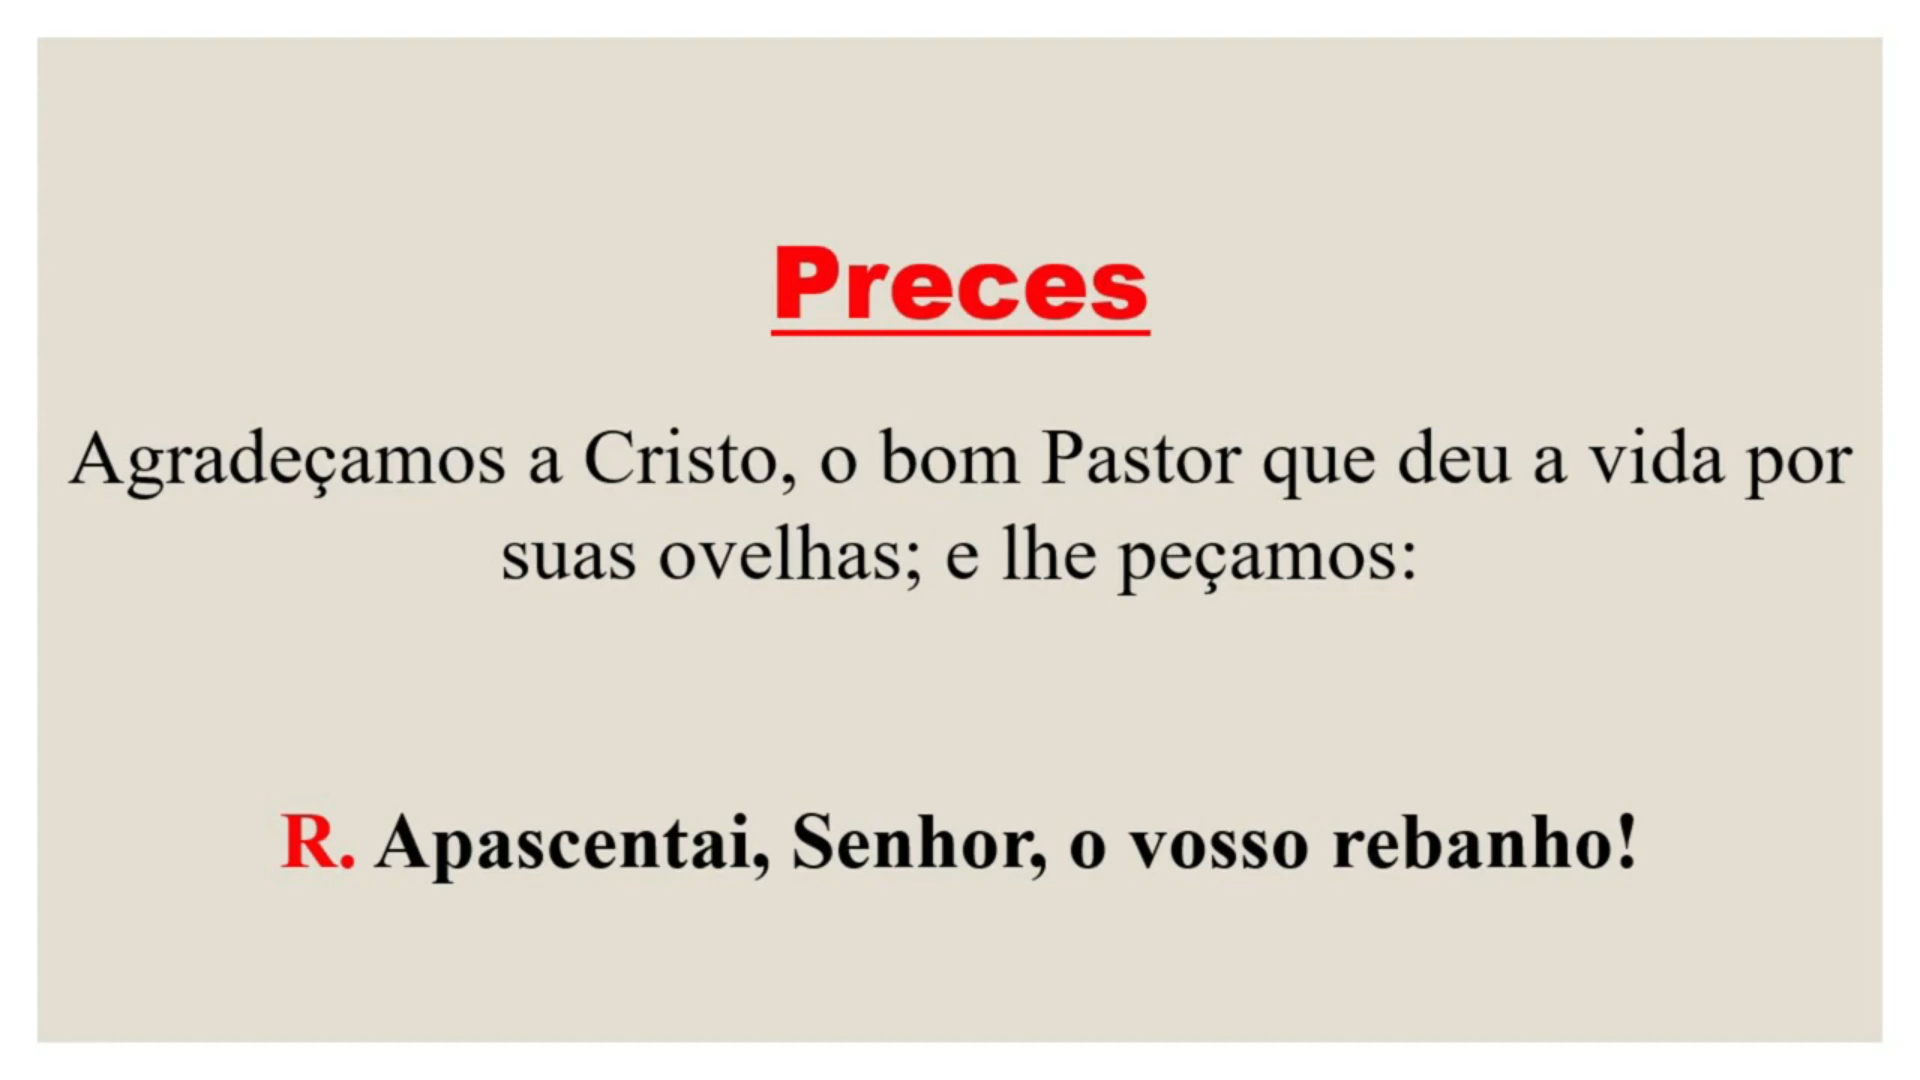 Preces
Agradeçamos a Cristo, o bom Pastor que deu a vida por
suas ovelhas; e lhe peçamos:
R. Apascentai, Senhor, o vosso rebanho!